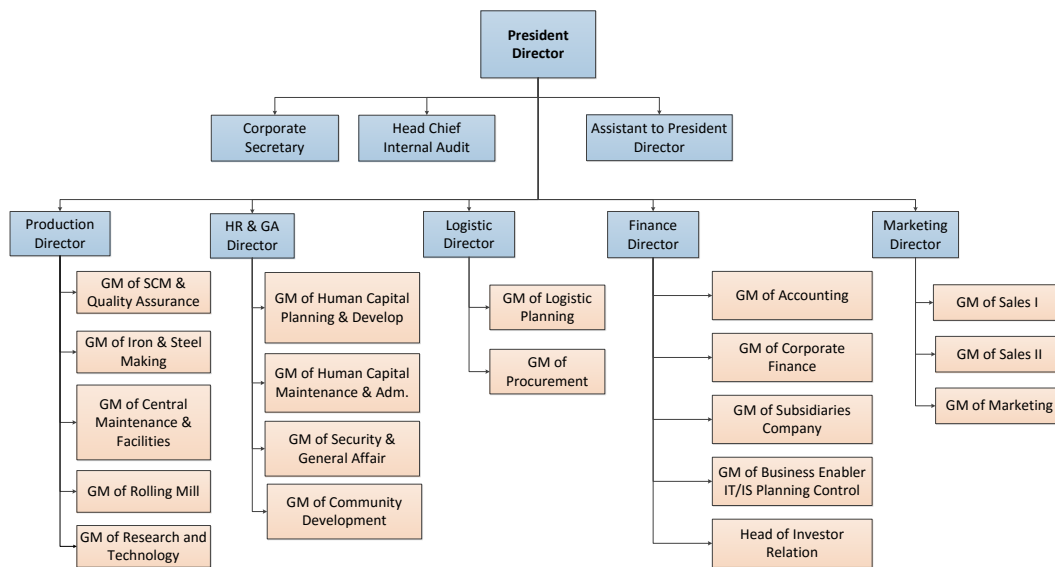 President
Director
Corporate
Secretary
Head Chief
Internal Audit
Assistant to President
Director
Production
Director
HR & GA
Director
Logistic
Director
Finance
Director
Marketing
Director
GM of SCM &
Quality Assurance
GM of Iron & Steel
Making
GM of Central
Maintenance &
Facilities
GM of Rolling Mill
GM of Research and
Technology
GM of Human Capital
Planning & Develop
GM of Human Capital
Maintenance & Adm.
GM of Security &
General Affair
GM of Community
Development
GM of Logistic
Planning
GM of
Procurement
GM of Accounting
GM of Corporate
Finance
GM of Subsidiaries
Company
GM of Business Enabler
IT/IS Planning Control
Head of Investor
Relation
GM of Sales I
GM of Sales II
GM of Marketing